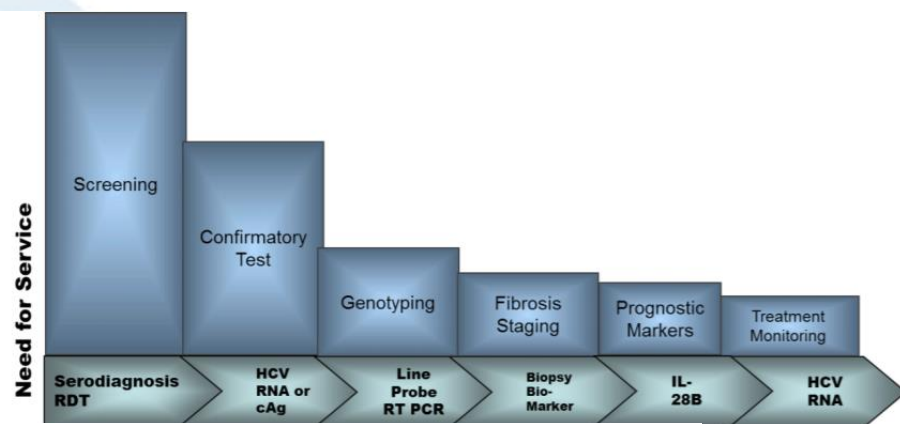 Need for Service
Screening
Confirmatory
Test
Genotyping
Fibrosis
Staging
Prognostic
Markers
Treatment
Monitoring
Serodiagnosis
RDT
HCV
RNA or
cAg
Line
Probe
RT PCR
Biopsy
Bio-
Marker
IL-
28B
HCV
RNA